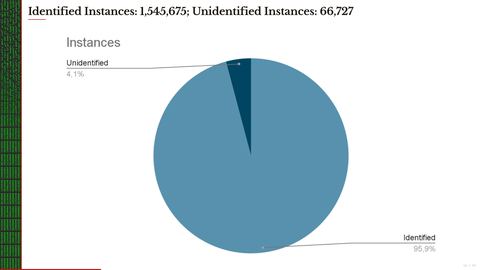 Identified Instances: 1,545,675; Unidentified Instances: 66,727
Instances
Unidentified
4,1%
Identified
95,9%